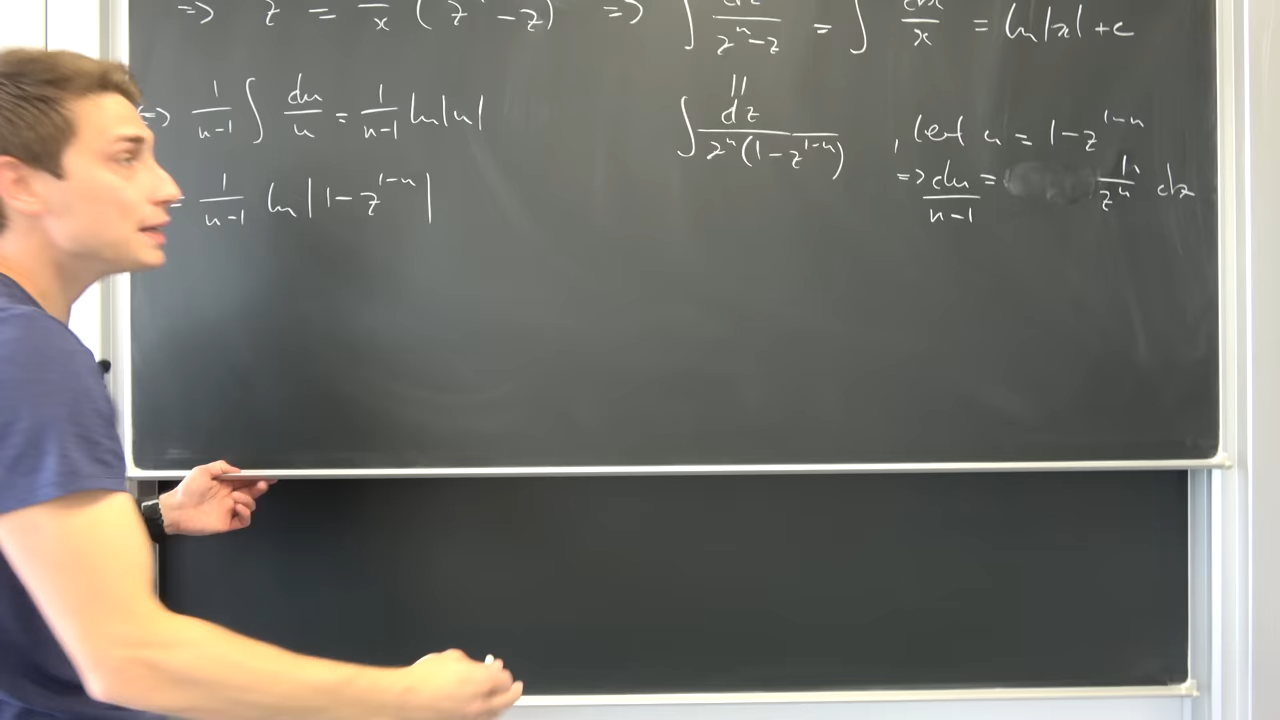 => z' = 1/x (z^n - z) => ∫ dz/(z^n - z) = ∫ dx/x = ln|x| + c
||
∫ dz/(z^n(1 - z^{1-n})) , let u = 1 - z^{1-n}
=> du/(n-1) = 1/z^n dz
=> 1/(n-1) ∫ du/u = 1/(n-1) ln|u|
= 1/(n-1) ln|1 - z^{1-n}|